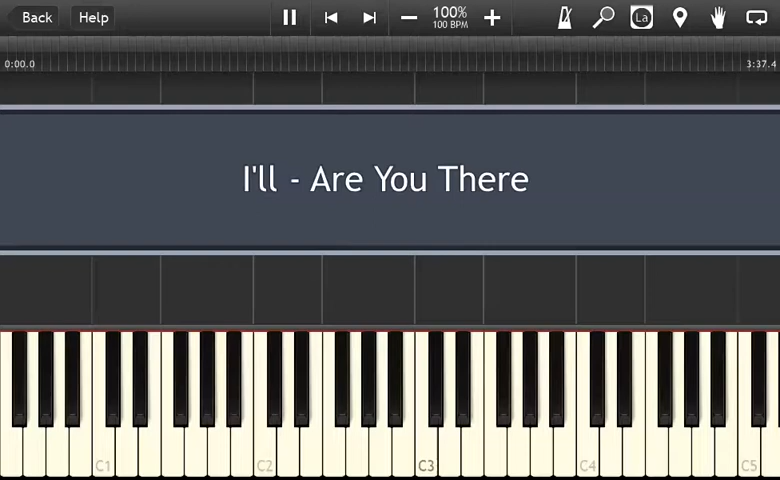 Back Help 100% La
100 BPM
0:00.0 3:37.4
I'll - Are You There
C1 C2 C3 C4 C5